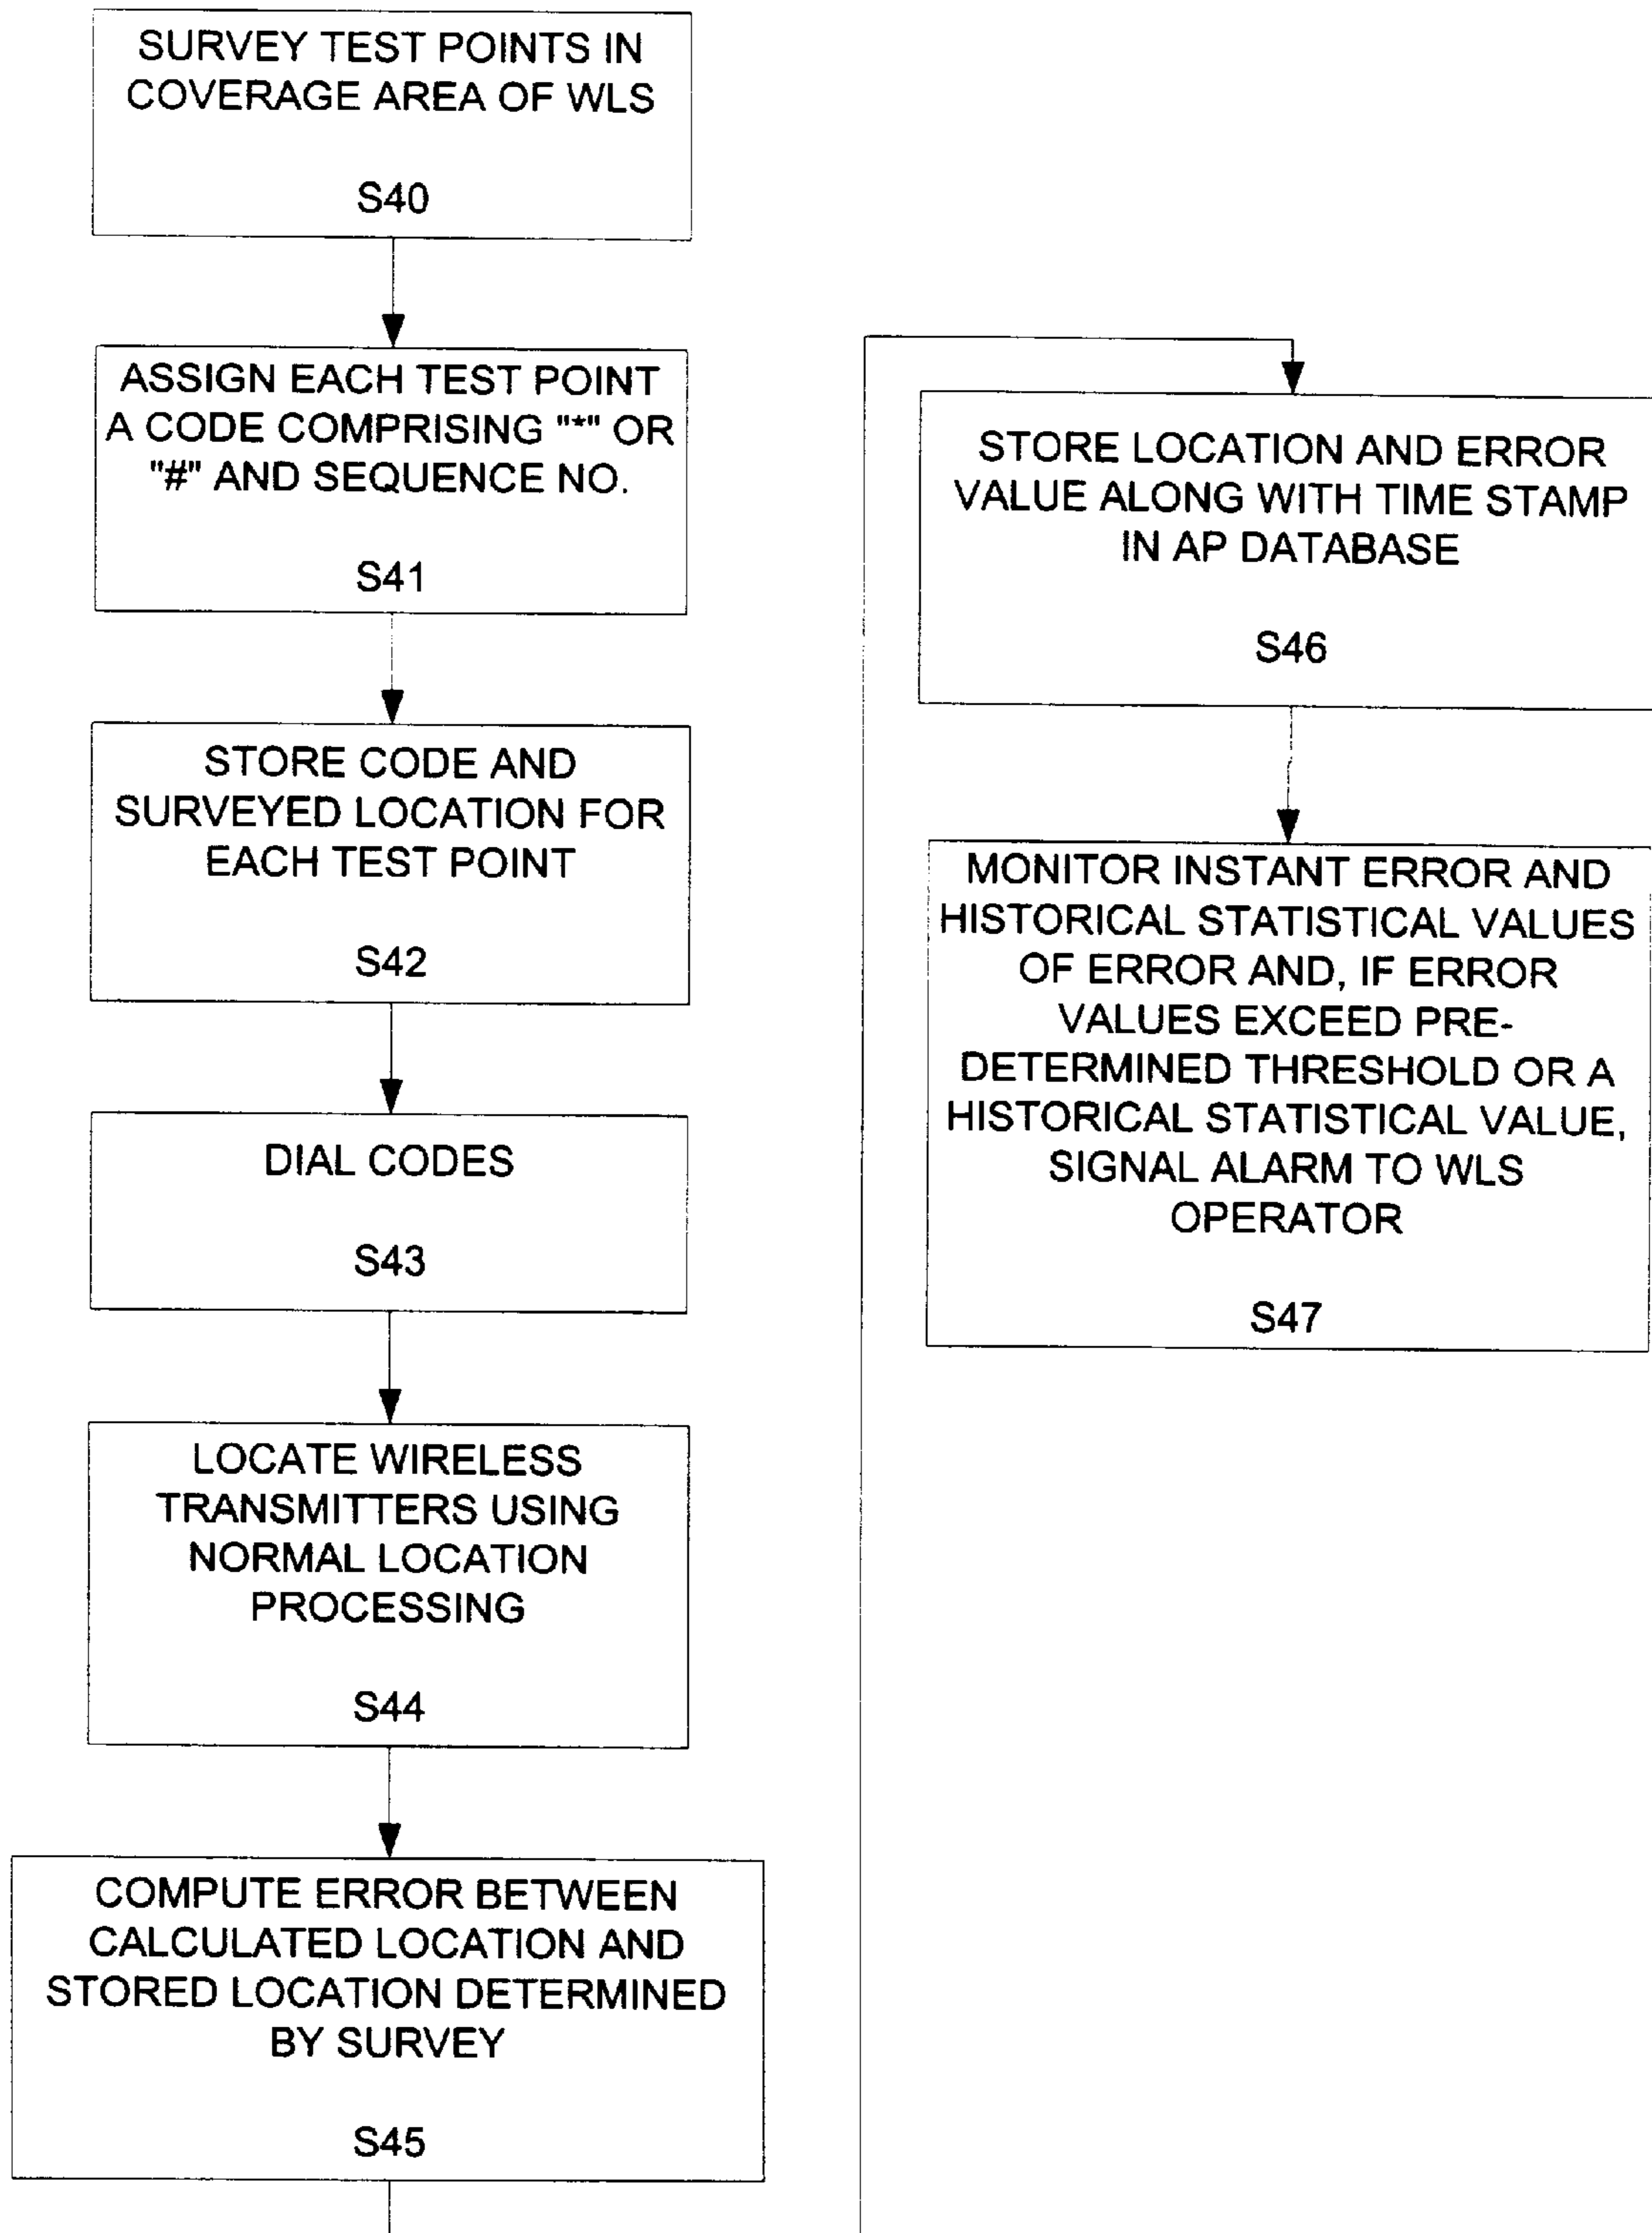 SURVEY TEST POINTS IN
COVERAGE AREA OF WLS
S40
ASSIGN EACH TEST POINT
A CODE COMPRISING "*" OR
"#" AND SEQUENCE NO.
S41
STORE CODE AND
SURVEYED LOCATION FOR
EACH TEST POINT
S42
DIAL CODES
S43
LOCATE WIRELESS
TRANSMITTERS USING
NORMAL LOCATION
PROCESSING
S44
COMPUTE ERROR BETWEEN
CALCULATED LOCATION AND
STORED LOCATION DETERMINED
BY SURVEY
S45
STORE LOCATION AND ERROR
VALUE ALONG WITH TIME STAMP
IN AP DATABASE
S46
MONITOR INSTANT ERROR AND
HISTORICAL STATISTICAL VALUES
OF ERROR AND, IF ERROR
VALUES EXCEED PRE-
DETERMINED THRESHOLD OR A
HISTORICAL STATISTICAL VALUE,
SIGNAL ALARM TO WLS
OPERATOR
S47